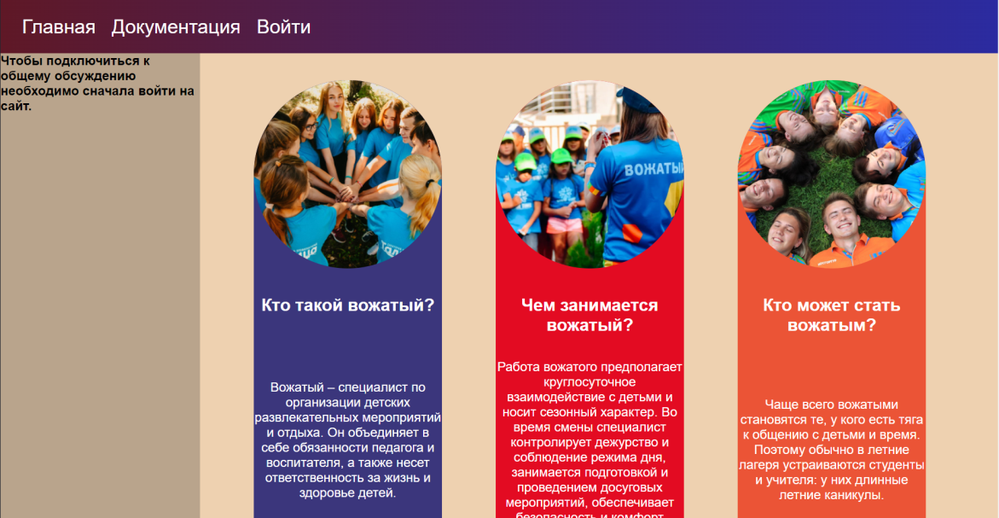 Главная Документация Войти
Чтобы подключиться к
общему обсуждению
необходимо сначала войти на
сайт.
ВОЖАТЫЙ
Кто такой вожатый?
Вожатый – специалист по
организации детских
развлекательных мероприятий
и отдыха. Он объединяет в
себе обязанности педагога и
воспитателя, а также несет
ответственность за жизнь и
здоровье детей.
Чем занимается
вожатый?
Работа вожатого предполагает
круглосуточное
взаимодействие с детьми и
носит сезонный характер. Во
время смены специалист
контролирует дежурство и
соблюдение режима дня,
занимается подготовкой и
проведением досуговых
мероприятий, обеспечивает
безопасность и комфорт
Кто может стать
вожатым?
Чаще всего вожатыми
становятся те, у кого есть тяга
к общению с детьми и время.
Поэтому обычно в летние
лагеря устраиваются студенты
и учителя: у них длинные
летние каникулы.